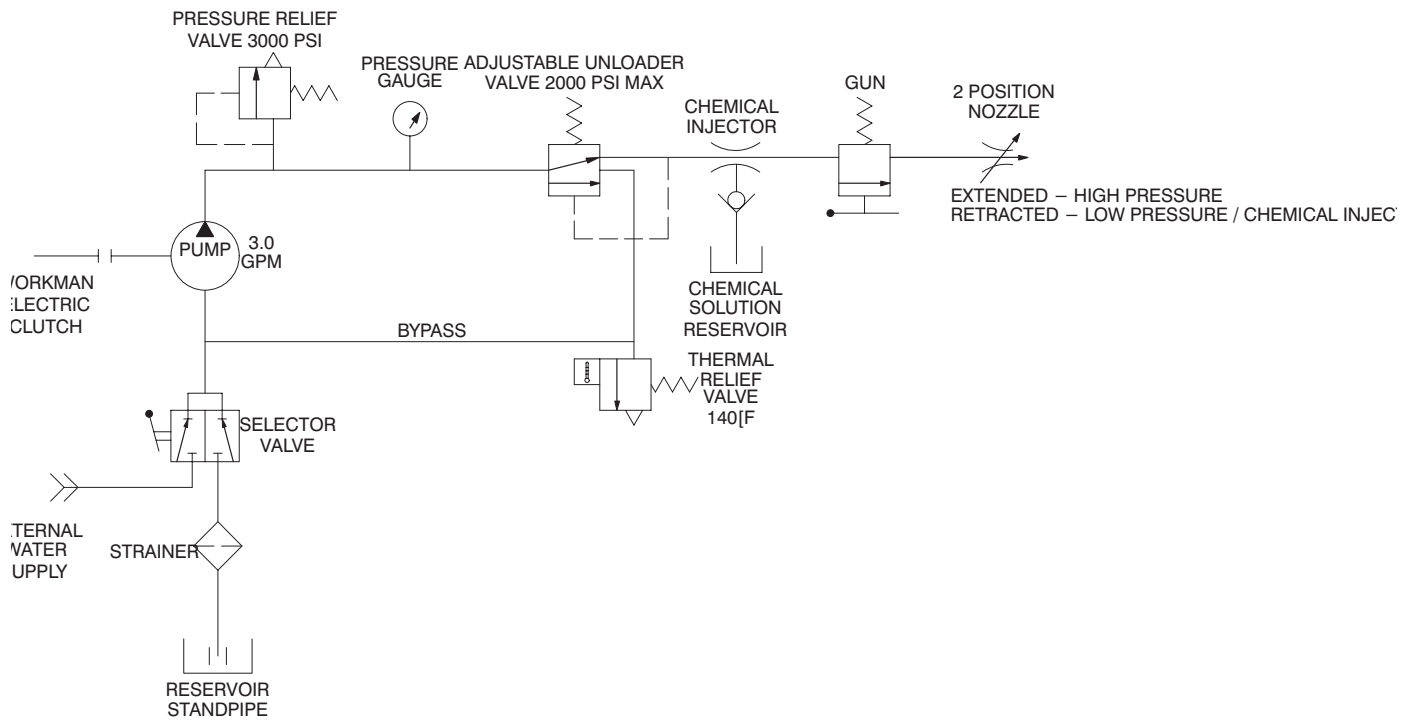 PRESSURE RELIEF
VALVE 3000 PSI
PRESSURE
GAUGE
ADJUSTABLE UNLOADER
VALVE 2000 PSI MAX
CHEMICAL
INJECTOR
GUN
2 POSITION
NOZZLE
EXTENDED – HIGH PRESSURE
RETRACTED – LOW PRESSURE / CHEMICAL INJEC
PUMP
3.0
GPM
VORKMAN
ELECTRIC
CLUTCH
CHEMICAL
SOLUTION
RESERVOIR
BYPASS
THERMAL
RELIEF
VALVE
140[F
SELECTOR
VALVE
TERNAL
WATER
UPPLY
STRAINER
RESERVOIR
STANDPIPE